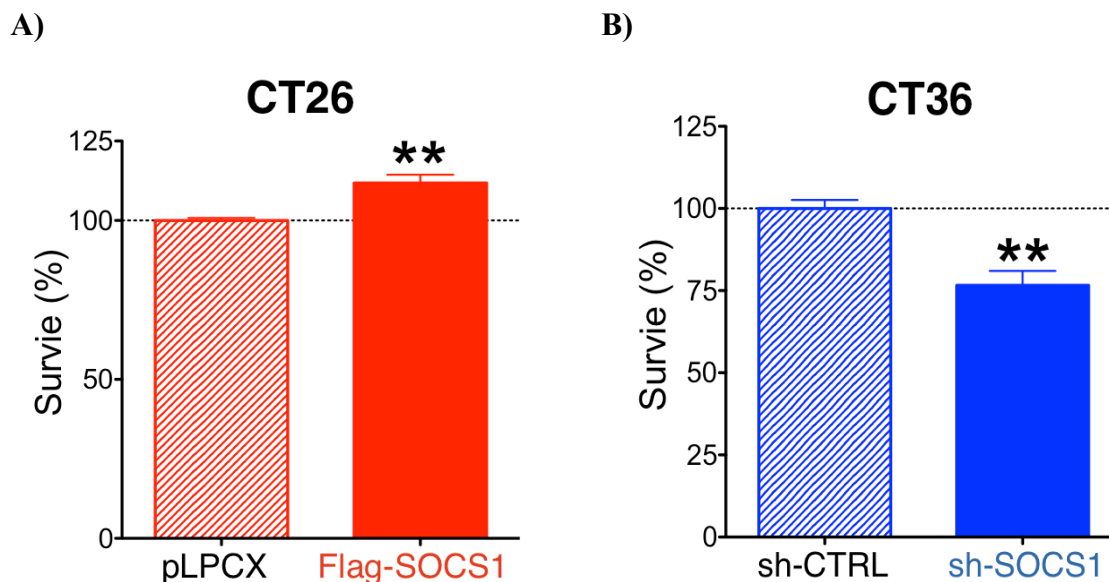 A)
CT26
Survie (%)
125
100
50
0
**
pLPCX
Flag-SOCS1
B)
CT36
Survie (%)
125
100
75
50
25
0
**
sh-CTRL
sh-SOCS1